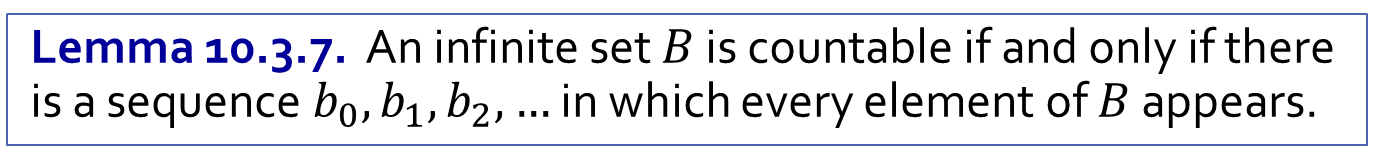 Lemma 10.3.7. An infinite set B is countable if and only if there
is a sequence b₀, b₁, b₂, … in which every element of B appears.